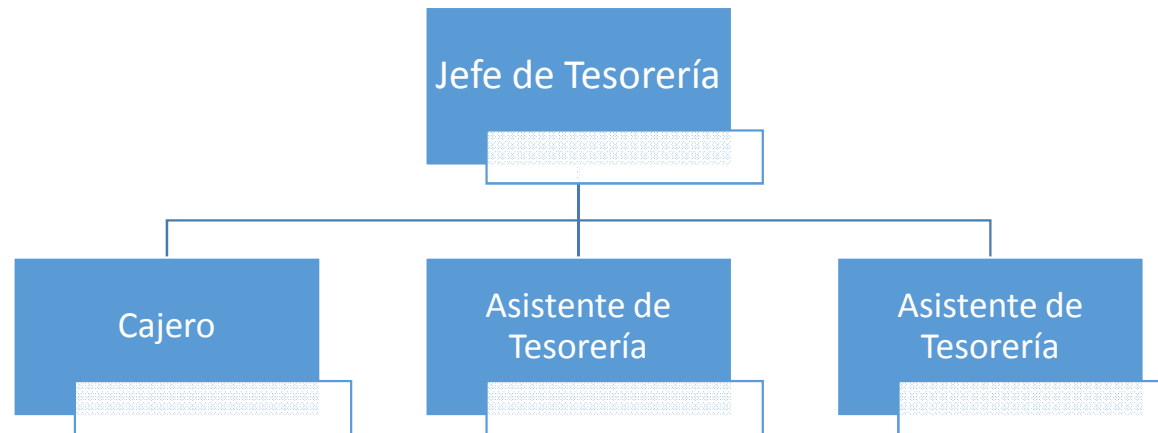 Jefe de Tesorería
Cajero
Asistente de
Tesorería
Asistente de
Tesorería